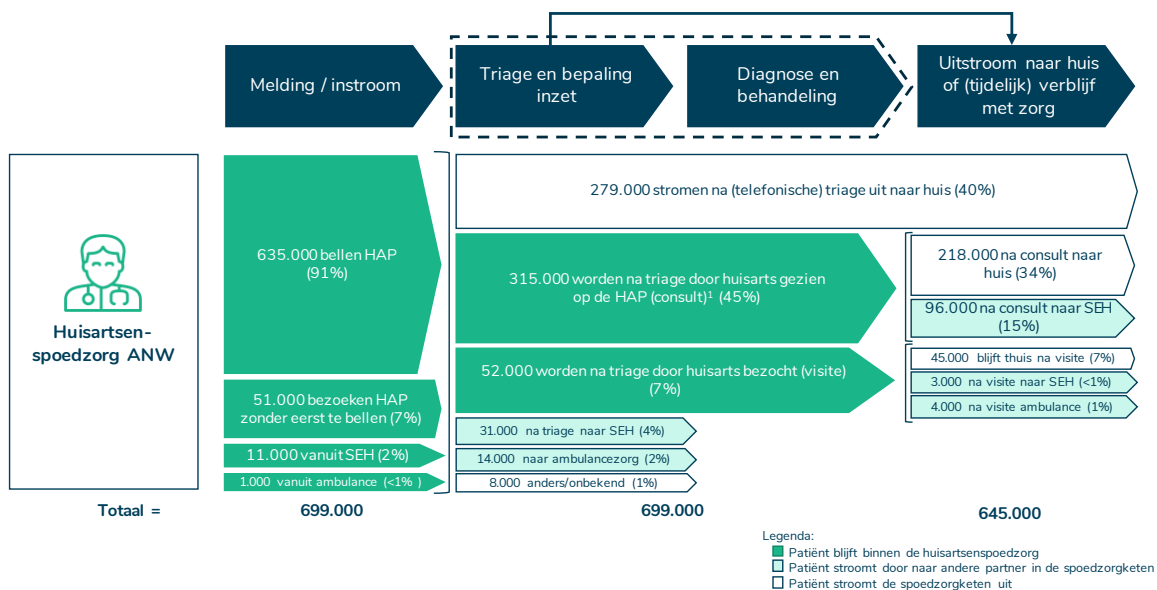 Melding / instroom
Triage en bepaling
inzet
Diagnose en
behandeling
Uitstroom naar huis
of (tijdelijk) verblijf
met zorg
Huisartsen-
spoedzorg ANW
635.000 bellen HAP
(91%)
51.000 bezoeken HAP
zonder eerst te bellen (7%)
11.000 vanuit SEH (2%)
1.000 vanuit ambulance (<1% )
279.000 stromen na (telefonische) triage uit naar huis (40%)
315.000 worden na triage door huisarts gezien
op de HAP (consult)¹ (45%)
52.000 worden na triage door huisarts bezocht (visite)
(7%)
31.000 na triage naar SEH (4%)
14.000 naar ambulancezorg (2%)
8.000 anders/onbekend (1%)
218.000 na consult naar
huis (34%)
96.000 na consult naar SEH
(15%)
45.000 blijft thuis na visite (7%)
3.000 na visite naar SEH (<1%)
4.000 na visite ambulance (1%)
Totaal =
699.000
699.000
645.000
Legenda:
Patiënt blijft binnen de huisartsenspoedzorg
Patiënt stroomt door naar andere partner in de spoedzorgketen
Patiënt stroomt de spoedzorgketen uit